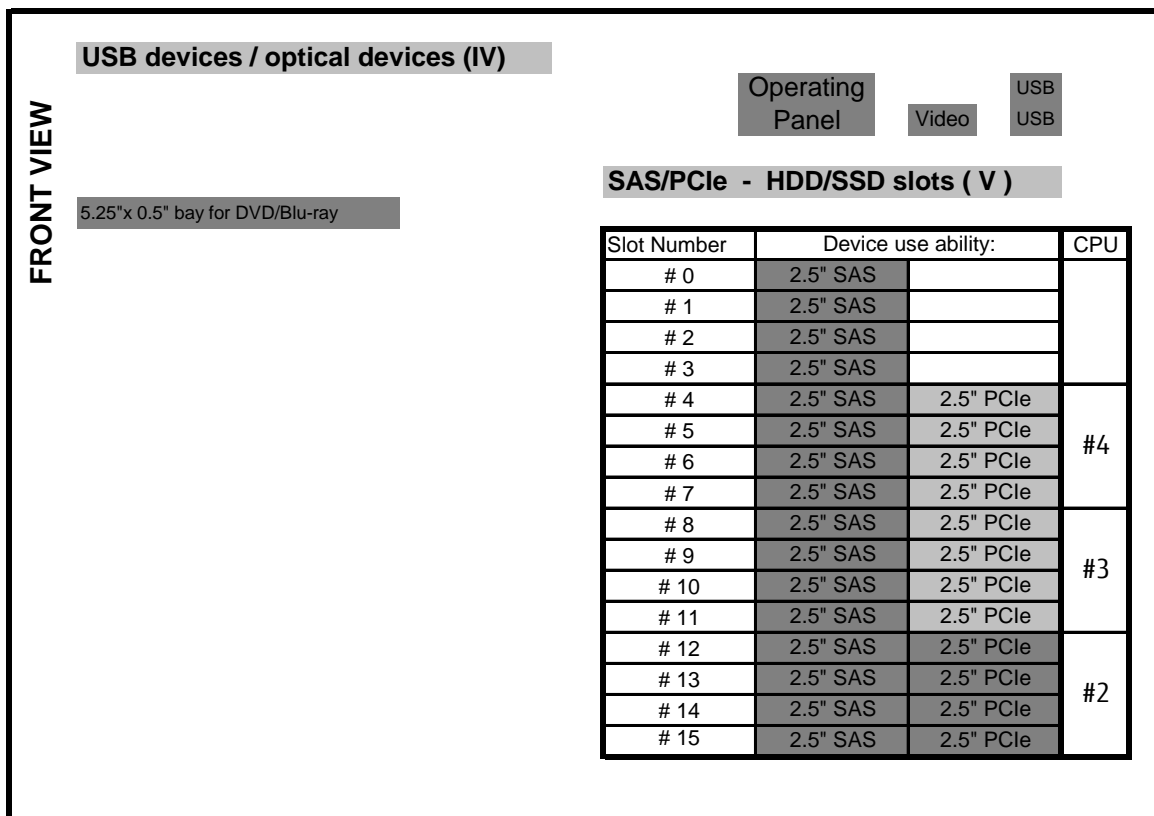 USB devices / optical devices (IV)
FRONT VIEW
Operating
Panel
Video
USB
USB
SAS/PCIe - HDD/SSD slots ( V )
5.25"x 0.5" bay for DVD/Blu-ray
Slot Number Device use ability: CPU
# 0 2.5" SAS
# 1 2.5" SAS
# 2 2.5" SAS
# 3 2.5" SAS
# 4 2.5" SAS 2.5" PCIe
# 5 2.5" SAS 2.5" PCIe
#4
# 6 2.5" SAS 2.5" PCIe
# 7 2.5" SAS 2.5" PCIe
# 8 2.5" SAS 2.5" PCIe
# 9 2.5" SAS 2.5" PCIe
#3
# 10 2.5" SAS 2.5" PCIe
# 11 2.5" SAS 2.5" PCIe
# 12 2.5" SAS 2.5" PCIe
# 13 2.5" SAS 2.5" PCIe
#2
# 14 2.5" SAS 2.5" PCIe
# 15 2.5" SAS 2.5" PCIe